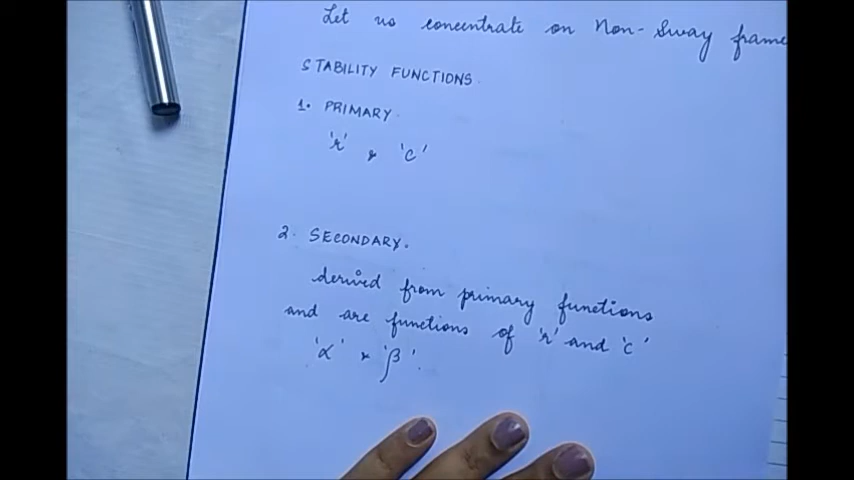 Let us concentrate on Non-Sway frame
STABILITY FUNCTIONS.
1. PRIMARY.
'r' & 'c'
2. SECONDARY.
derived from primary functions
and are functions of 'r' and 'c'
'α' & 'β'.